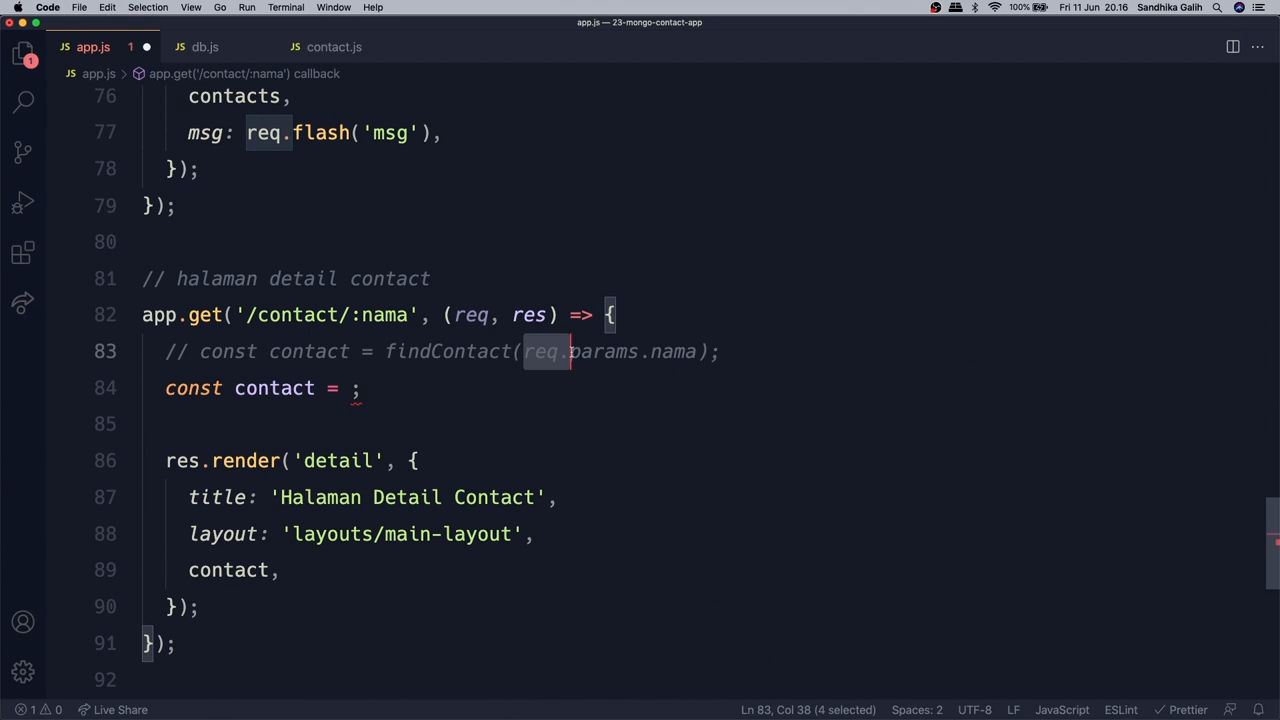 Code File Edit Selection View Go Run Terminal Window Help 100% Fri 11 Jun 20.16 Sandhika Galih
app.js — 23-mongo-contact-app
JS app.js 1 JS db.js JS contact.js
JS app.js > app.get('/contact/:nama') callback
76 contacts,
77 msg: req.flash('msg'),
78 });
79 });
80
81 // halaman detail contact
82 app.get('/contact/:nama', (req, res) => {
83 // const contact = findContact(req.params.nama);
84 const contact = ;
85
86 res.render('detail', {
87 title: 'Halaman Detail Contact',
88 layout: 'layouts/main-layout',
89 contact,
90 });
91 });
92
1
1 0 Live Share Ln 83, Col 38 (4 selected) Spaces: 2 UTF-8 LF JavaScript ESLint Prettier